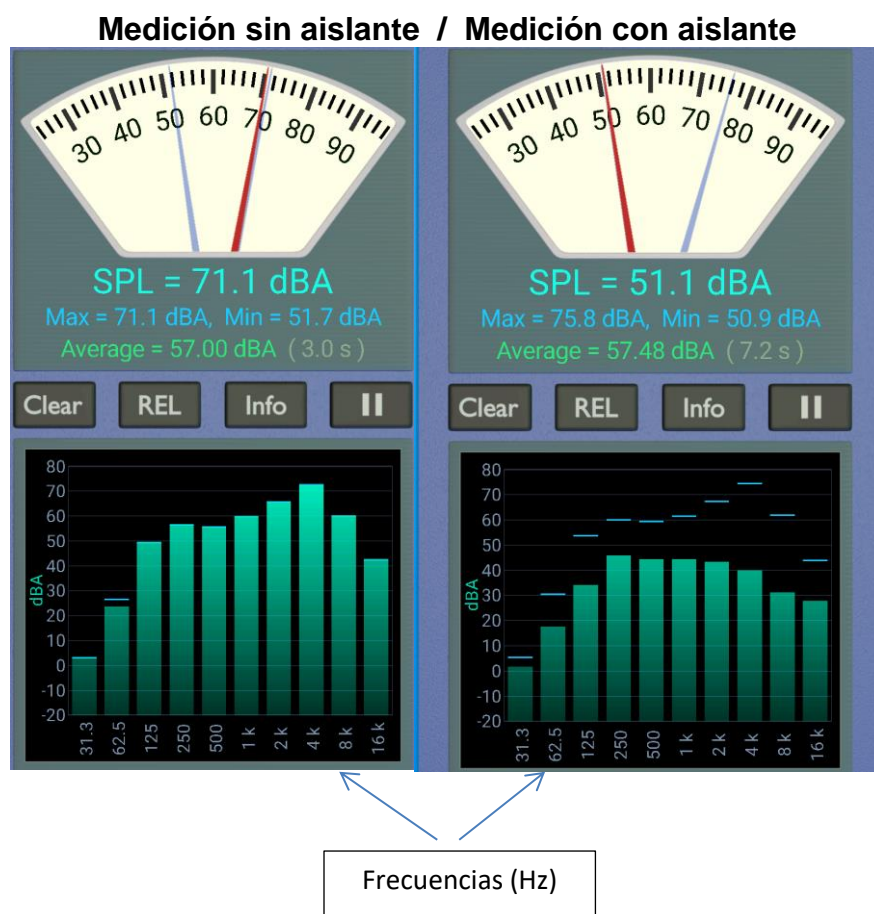 Medición sin aislante / Medición con aislante
30 40 50 60 70 80 90
SPL = 71.1 dBA
Max = 71.1 dBA, Min = 51.7 dBA
Average = 57.00 dBA ( 3.0 s )
Clear REL Info
80
70
60
50
40
30
20
10
0
-10
-20
dBA
31.3 62.5 125 250 500 1 k 2 k 4 k 8 k 16 k
30 40 50 60 70 80 90
SPL = 51.1 dBA
Max = 75.8 dBA, Min = 50.9 dBA
Average = 57.48 dBA ( 7.2 s )
Clear REL Info
80
70
60
50
40
30
20
10
0
-10
-20
dBA
31.3 62.5 125 250 500 1 k 2 k 4 k 8 k 16 k
Frecuencias (Hz)